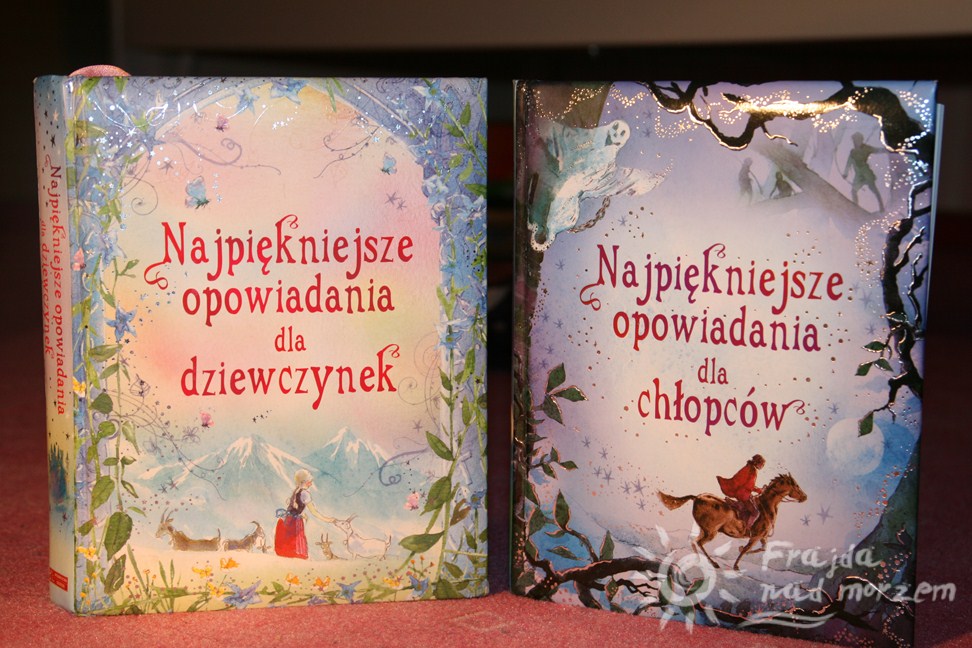 Najpiękniejsze opowiadania
dla dziewczynek
Najpiękniejsze
opowiadania
dla
dziewczynek
Najpiękniejsze
opowiadania
dla
chłopców
Frajda
nad morzem